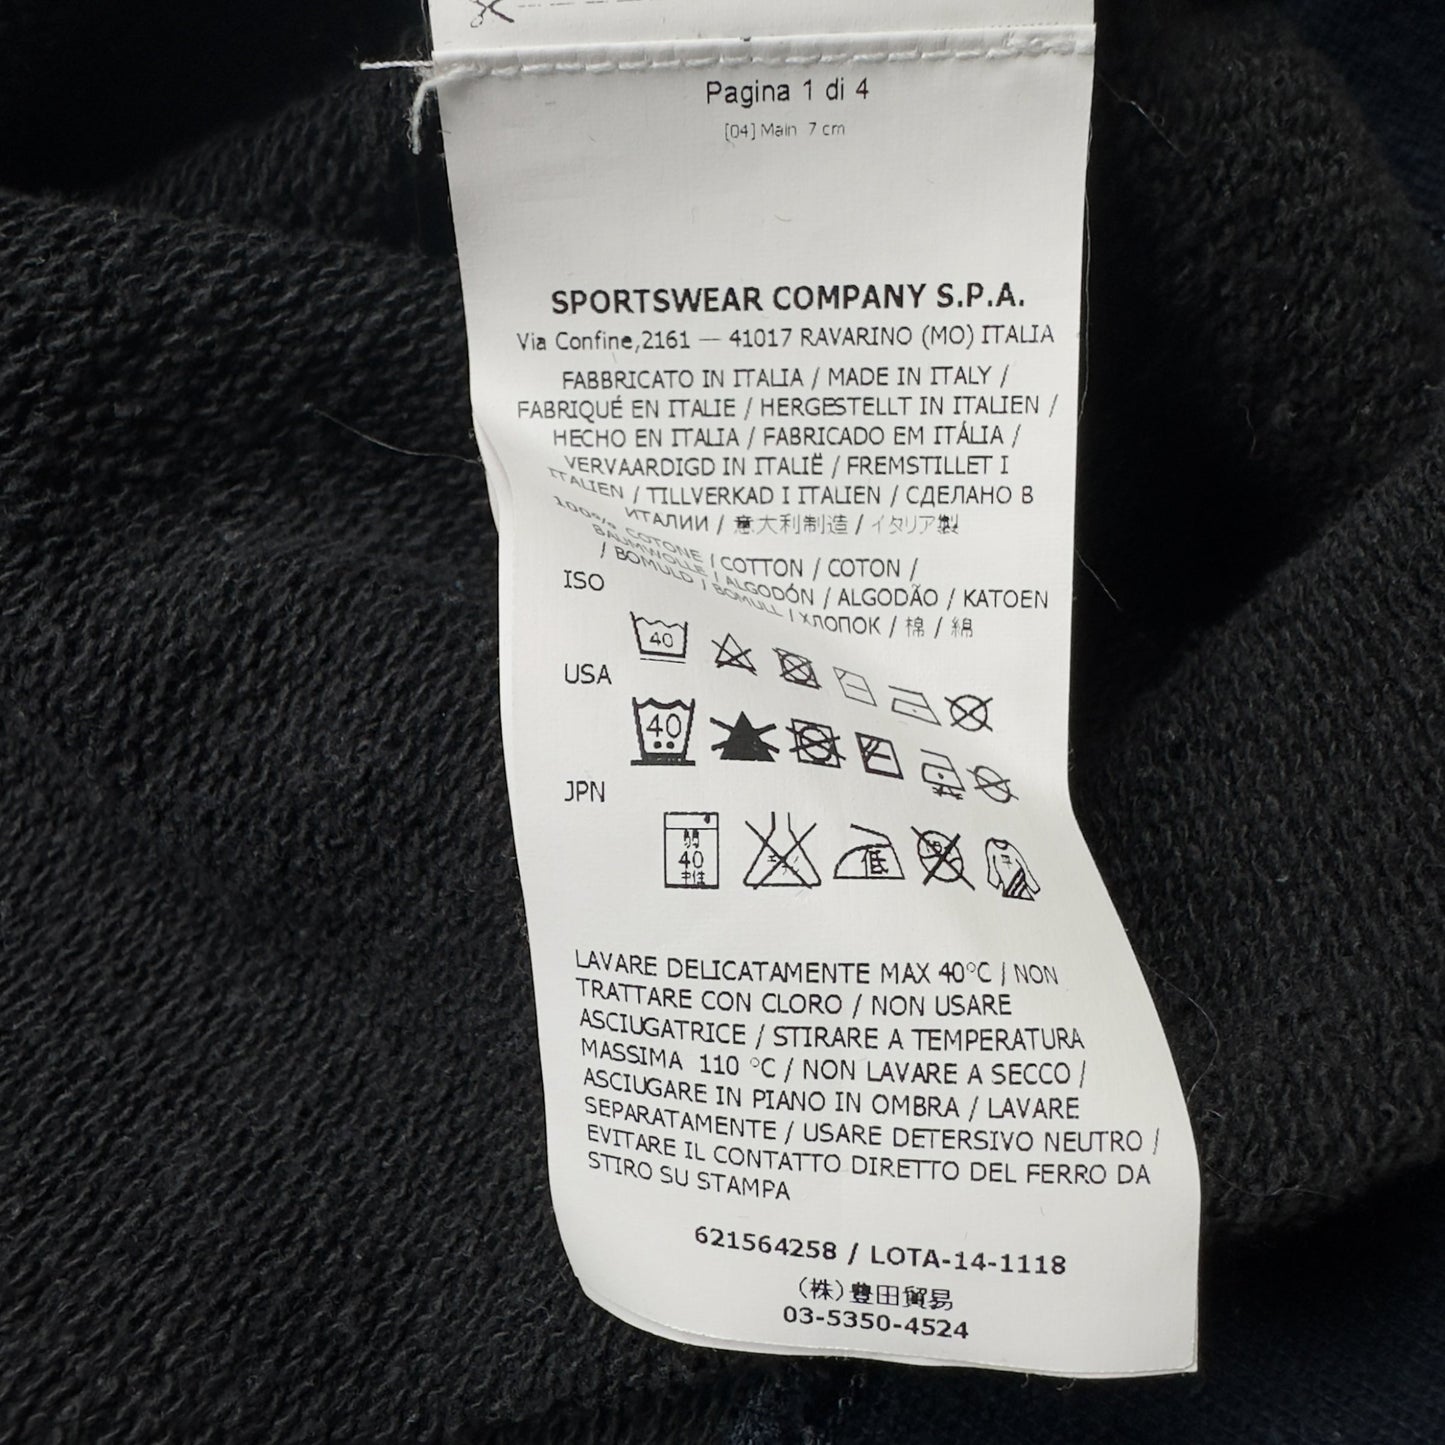 Pagina 1 di 4
[04] Main 7 cm
SPORTSWEAR COMPANY S.P.A.
Via Confine,2161 — 41017 RAVARINO (MO) ITALIA
FABBRICATO IN ITALIA / MADE IN ITALY /
FABRIQUÉ EN ITALIE / HERGESTELLT IN ITALIEN /
HECHO EN ITALIA / FABRICADO EM ITÁLIA /
VERVAARDIGD IN ITALIË / FREMSTILLET I
ITALIEN / TILLVERKAD I ITALIEN / СДЕЛАНО В
ИТАЛИИ / 意大利制造 / イタリア製
100% COTONE / COTTON / COTON /
BAUMWOLLE / ALGODÓN / ALGODÃO / KATOEN
/ BOMULD / BOMULL / ХЛОПОК / 棉 / 綿
ISO
40
USA
40
JPN
40
中性
低
LAVARE DELICATAMENTE MAX 40°C / NON
TRATTARE CON CLORO / NON USARE
ASCIUGATRICE / STIRARE A TEMPERATURA
MASSIMA 110 °C / NON LAVARE A SECCO /
ASCIUGARE IN PIANO IN OMBRA / LAVARE
SEPARATAMENTE / USARE DETERSIVO NEUTRO /
EVITARE IL CONTATTO DIRETTO DEL FERRO DA
STIRO SU STAMPA
621564258 / LOTA-14-1118
(株)豊田貿易
03-5350-4524